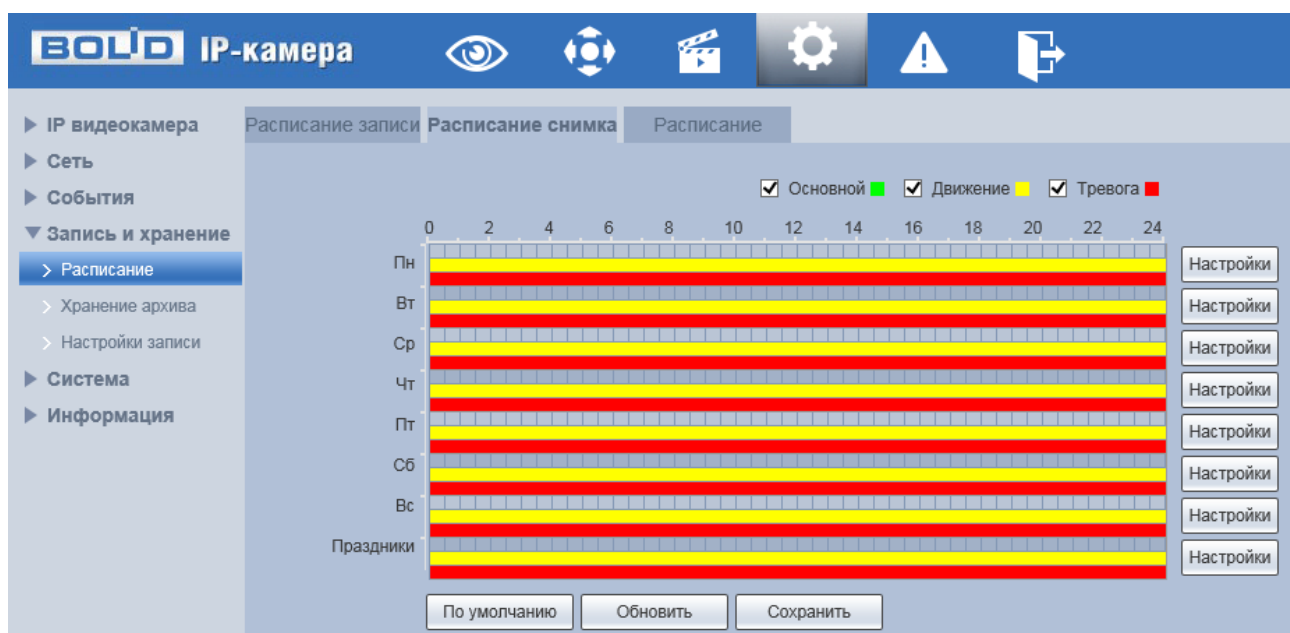 BOLID IP-камера
IP видеокамера
Сеть
События
Запись и хранение
Расписание
Хранение архива
Настройки записи
Система
Информация
Расписание записи Расписание снимка Расписание
Основной Движение Тревога
0 2 4 6 8 10 12 14 16 18 20 22 24
Пн Настройки
Вт Настройки
Ср Настройки
Чт Настройки
Пт Настройки
Сб Настройки
Вс Настройки
Праздники Настройки
По умолчанию Обновить Сохранить